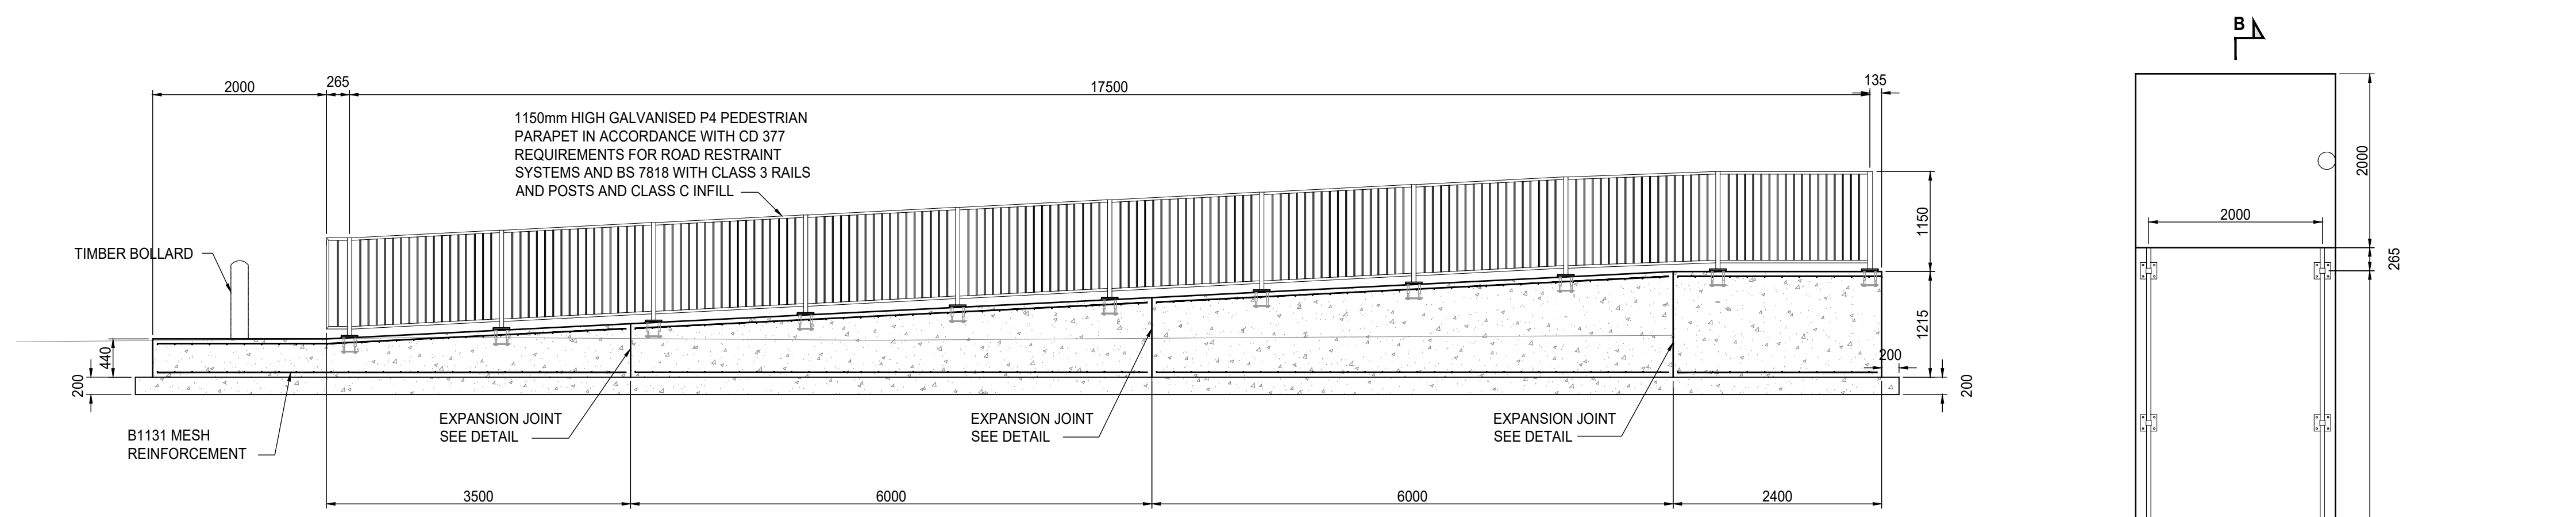 B
2000
265
17500
135
1150mm HIGH GALVANISED P4 PEDESTRIAN
PARAPET IN ACCORDANCE WITH CD 377
REQUIREMENTS FOR ROAD RESTRAINT
SYSTEMS AND BS 7818 WITH CLASS 3 RAILS
AND POSTS AND CLASS C INFILL
TIMBER BOLLARD
1150
1215
440
200
200
200
B1131 MESH
REINFORCEMENT
EXPANSION JOINT
SEE DETAIL
EXPANSION JOINT
SEE DETAIL
EXPANSION JOINT
SEE DETAIL
3500
6000
6000
2400
2000
2000
265